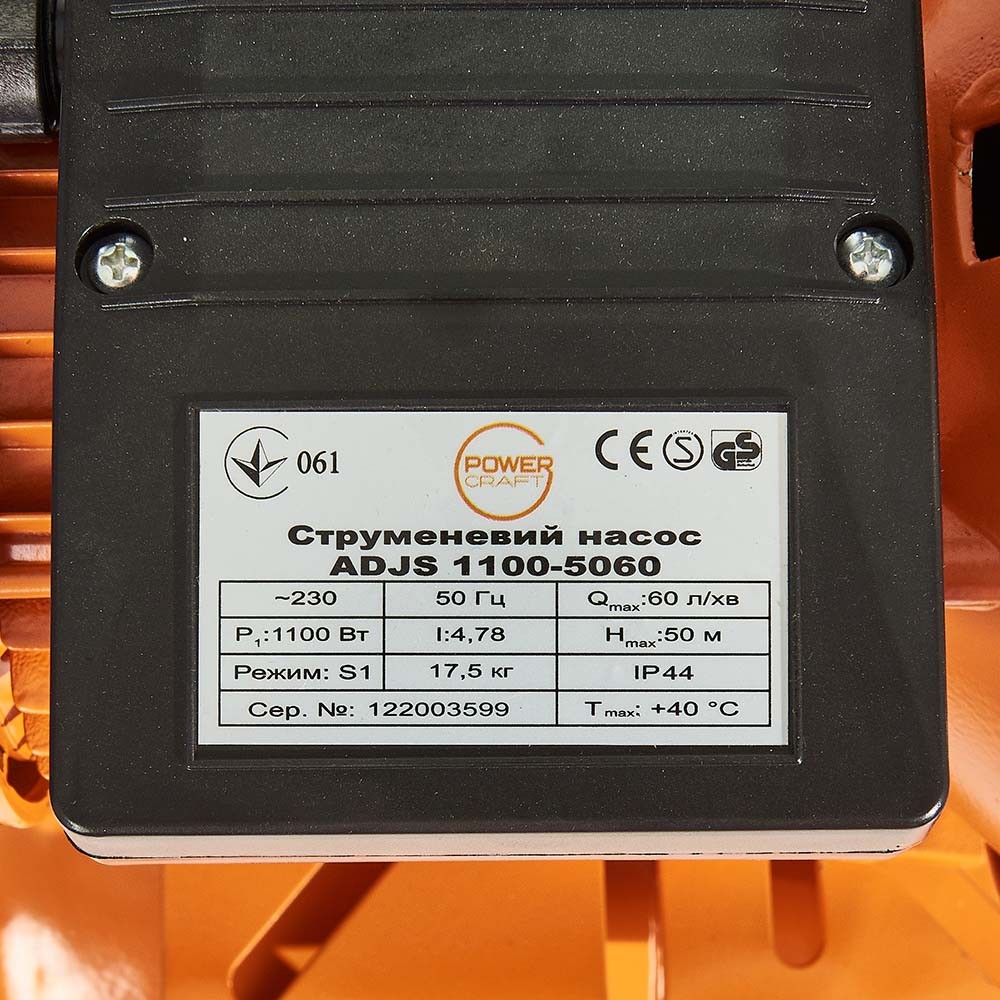 061
POWER
CRAFT
CE S GS
Струменевий насос
ADJS 1100-5060
~230 50 Гц Qmax:60 л/хв
P1:1100 Вт I:4,78 Hmax:50 м
Режим: S1 17,5 кг IP44
Сер. №: 122003599 Tmax: +40 °C